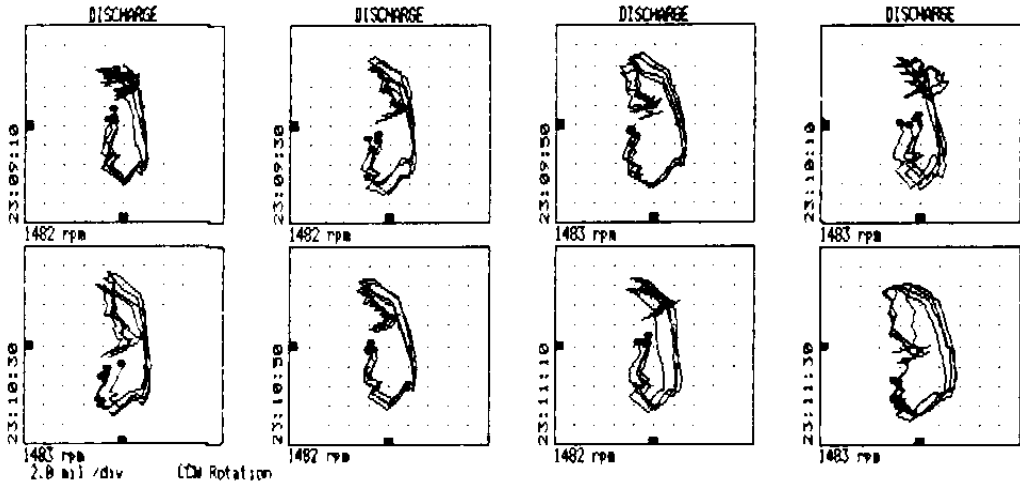 DISCHARGE DISCHARGE DISCHARGE DISCHARGE
23:09:10 23:09:30 23:09:50 23:10:10
1482 rpm 1482 rpm 1483 rpm 1483 rpm
23:10:30 23:10:50 23:11:10 23:11:30
1483 rpm 1482 rpm 1482 rpm 1483 rpm
2.0 mil /div CCW Rotation